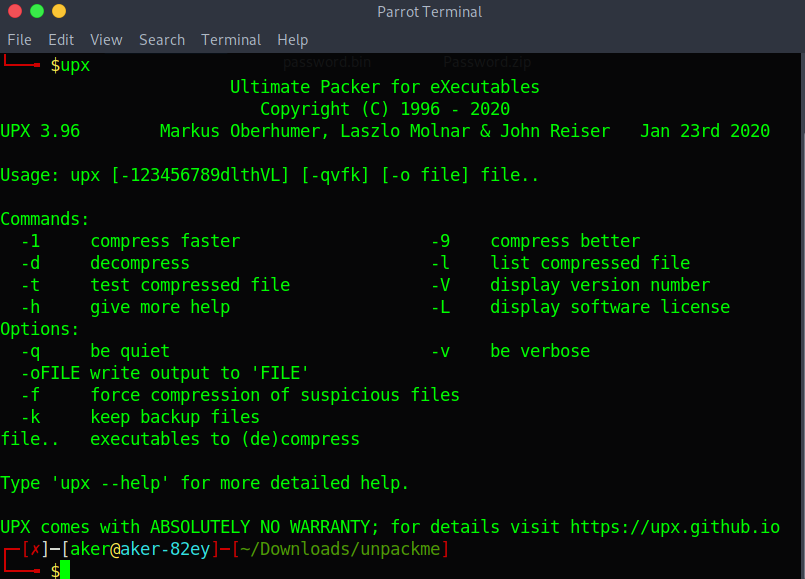 Parrot Terminal
File Edit View Search Terminal Help
password.bin Password.zip
$upx
Ultimate Packer for eXecutables
Copyright (C) 1996 - 2020
UPX 3.96 Markus Oberhumer, Laszlo Molnar & John Reiser Jan 23rd 2020
Usage: upx [-123456789dlthVL] [-qvfk] [-o file] file..
Commands:
-1 compress faster -9 compress better
-d decompress -l list compressed file
-t test compressed file -V display version number
-h give more help -L display software license
Options:
-q be quiet -v be verbose
-oFILE write output to 'FILE'
-f force compression of suspicious files
-k keep backup files
file.. executables to (de)compress
Type 'upx --help' for more detailed help.
UPX comes with ABSOLUTELY NO WARRANTY; for details visit https://upx.github.io
┌─[✗]─[aker@aker-82ey]─[~/Downloads/unpackme]
└──╼ $